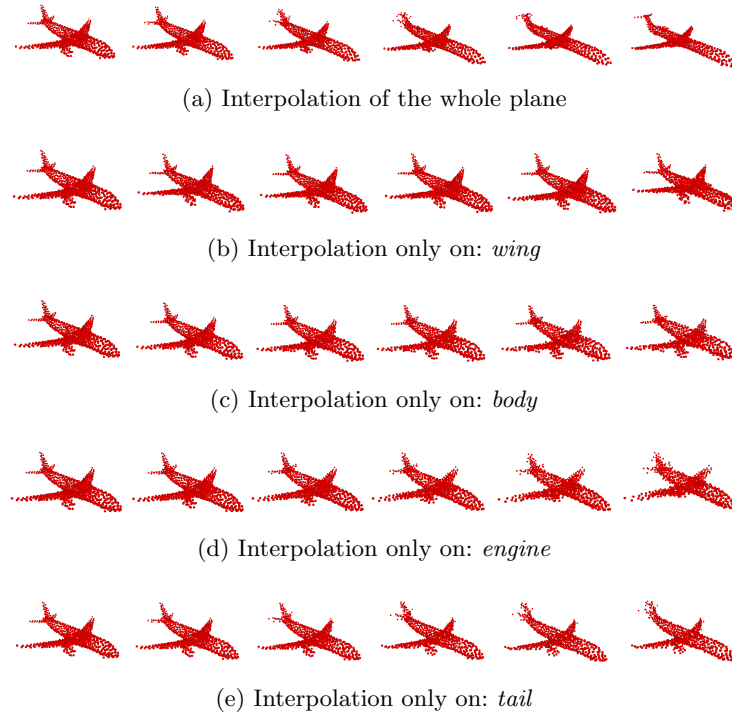 (a) Interpolation of the whole plane
(b) Interpolation only on: wing
(c) Interpolation only on: body
(d) Interpolation only on: engine
(e) Interpolation only on: tail